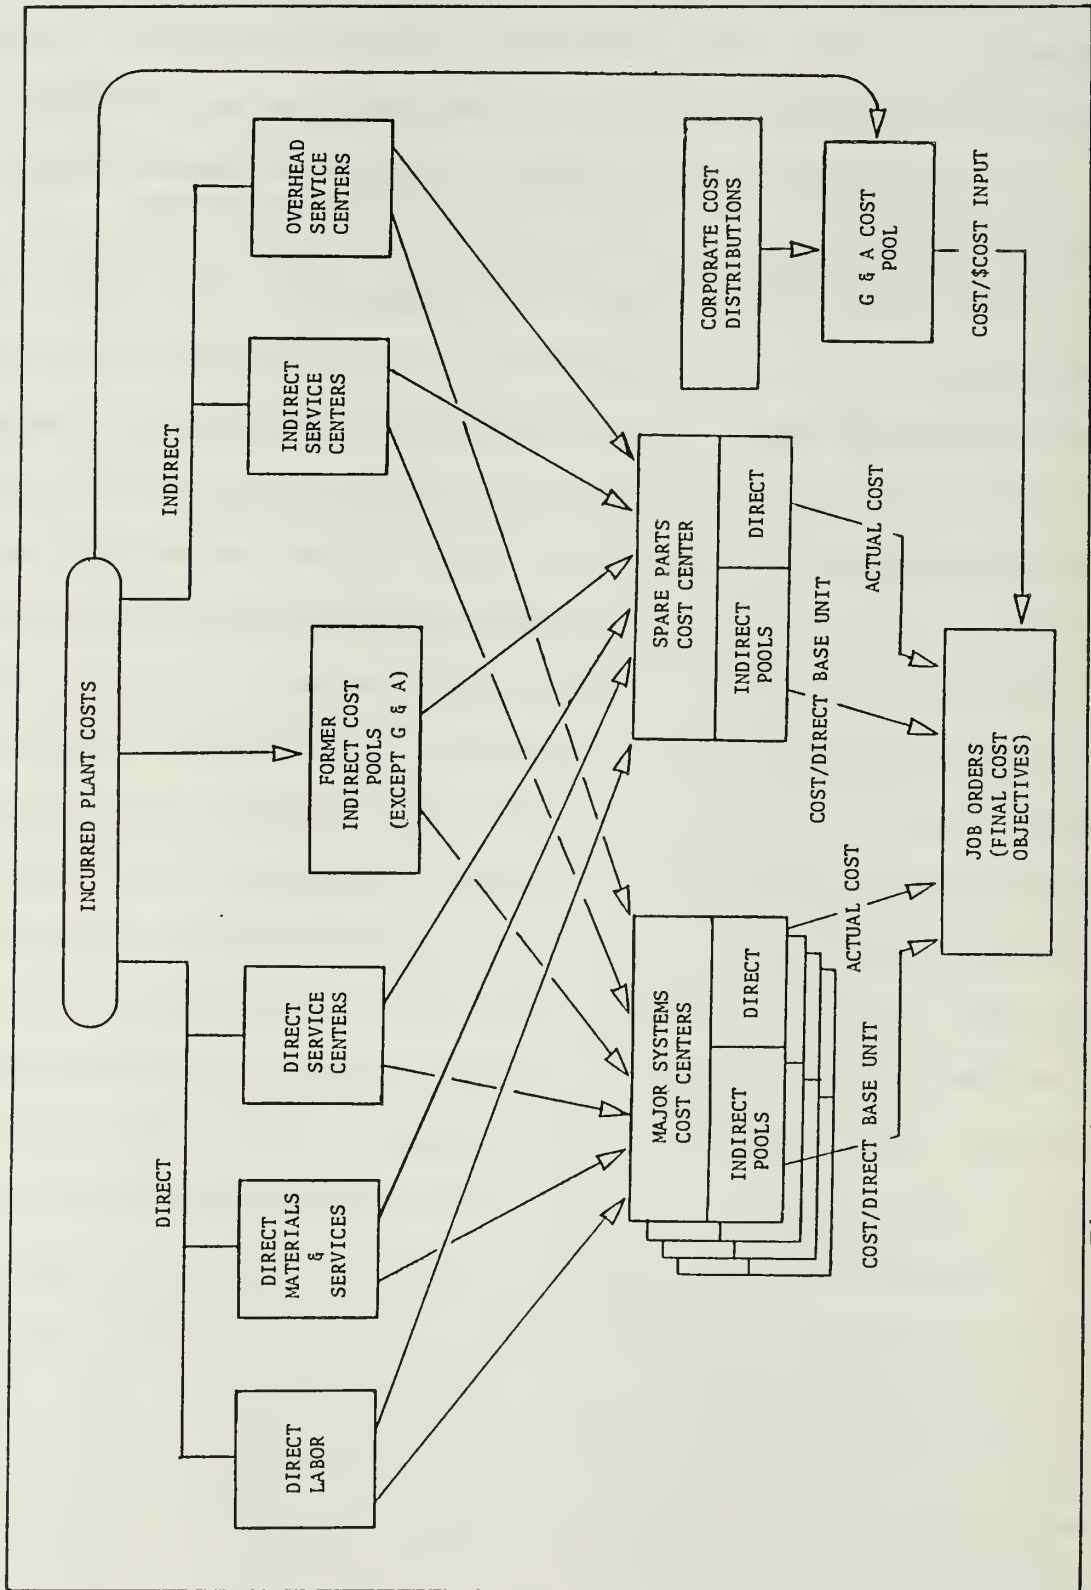 INCURRED PLANT COSTS
DIRECT
INDIRECT
DIRECT
LABOR
DIRECT
MATERIALS
&
SERVICES
DIRECT
SERVICE
CENTERS
FORMER
INDIRECT COST
POOLS
(EXCEPT G & A)
INDIRECT
SERVICE
CENTERS
OVERHEAD
SERVICE
CENTERS
MAJOR SYSTEMS
COST CENTERS
INDIRECT
POOLS
DIRECT
SPARE PARTS
COST CENTER
INDIRECT
POOLS
DIRECT
CORPORATE COST
DISTRIBUTIONS
G & A COST
POOL
COST/DIRECT BASE UNIT
ACTUAL COST
COST/DIRECT BASE UNIT
ACTUAL COST
COST/$COST INPUT
JOB ORDERS
(FINAL COST
OBJECTIVES)